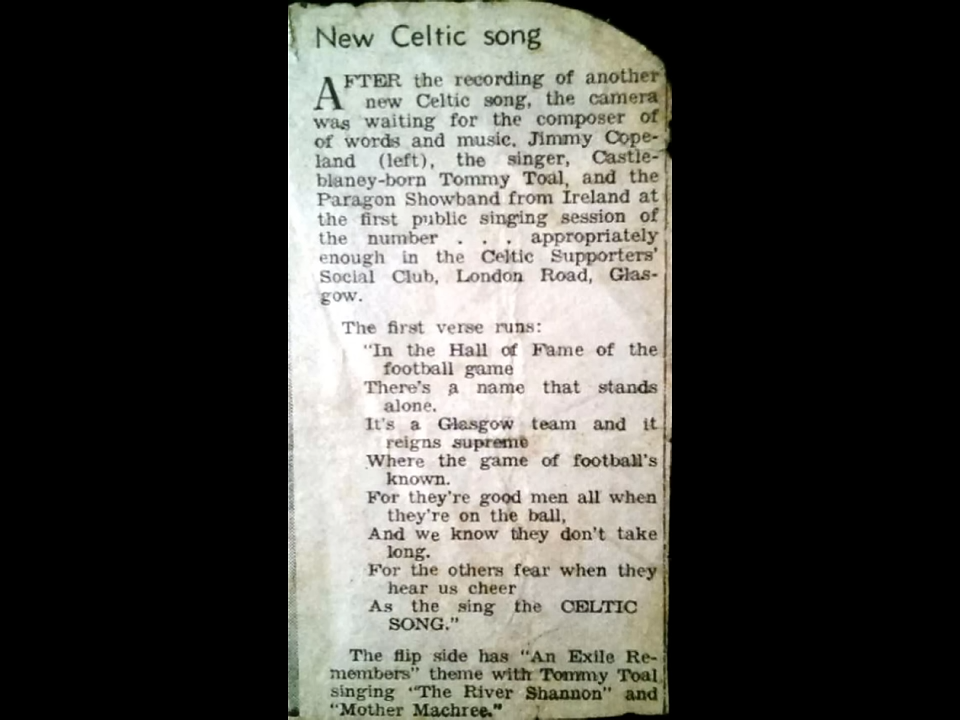 New Celtic song
AFTER the recording of another
new Celtic song, the camera
was waiting for the composer of
of words and music, Jimmy Cope-
land (left), the singer, Castle-
blaney-born Tommy Toal, and the
Paragon Showband from Ireland at
the first public singing session of
the number . . . appropriately
enough in the Celtic Supporters'
Social Club, London Road, Glas-
gow.
The first verse runs:
"In the Hall of Fame of the
football game
There's a name that stands
alone.
It's a Glasgow team and it
reigns supreme
Where the game of football's
known.
For they're good men all when
they're on the ball,
And we know they don't take
long.
For the others fear when they
hear us cheer
As the sing the CELTIC
SONG."
The flip side has "An Exile Re-
members" theme with Tommy Toal
singing "The River Shannon" and
"Mother Machree."